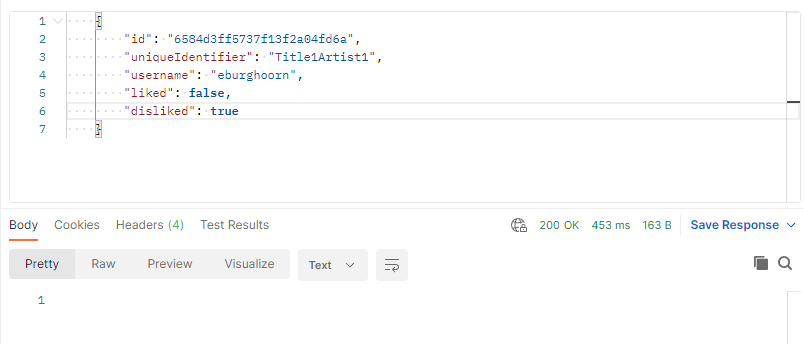 1 {
2 "id": "6584d3ff5737f13f2a04fd6a",
3 "uniqueIdentifier": "Title1Artist1",
4 "username": "eburghoorn",
5 "liked": false,
6 "disliked": true
7 }
Body Cookies Headers (4) Test Results 200 OK 453 ms 163 B Save Response
Pretty Raw Preview Visualize Text
1